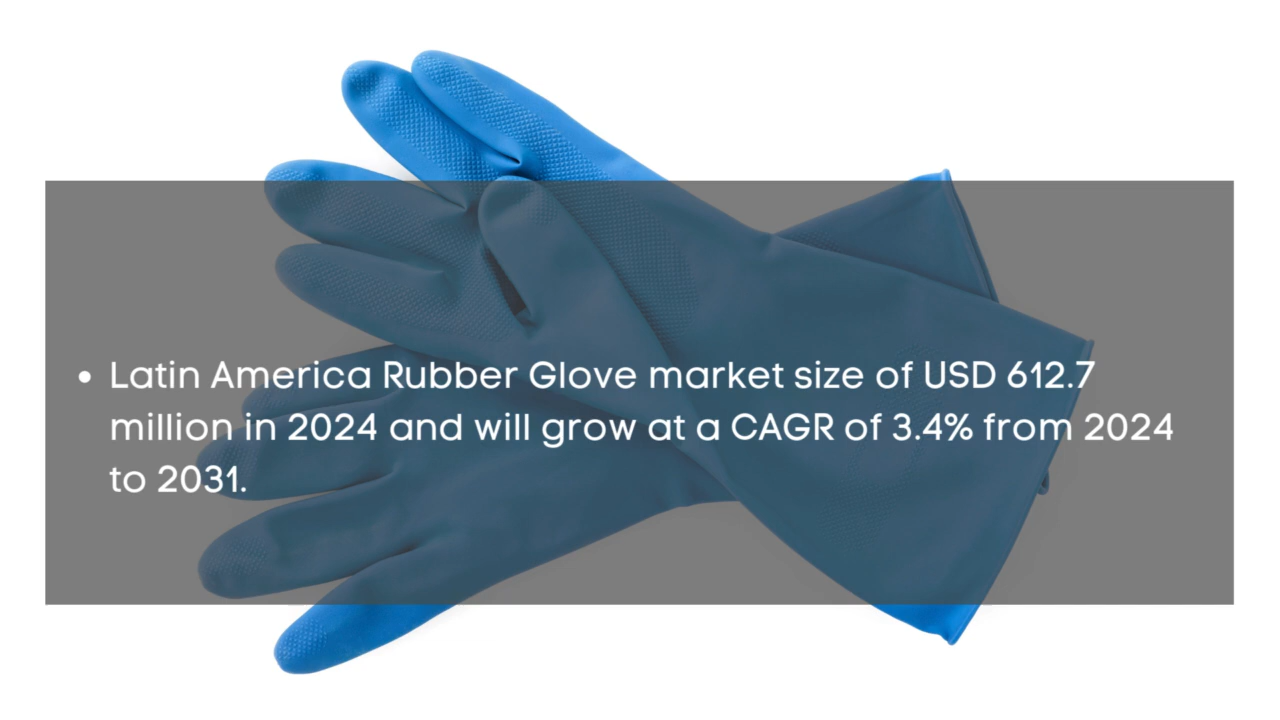 • Latin America Rubber Glove market size of USD 612.7
million in 2024 and will grow at a CAGR of 3.4% from 2024
to 2031.